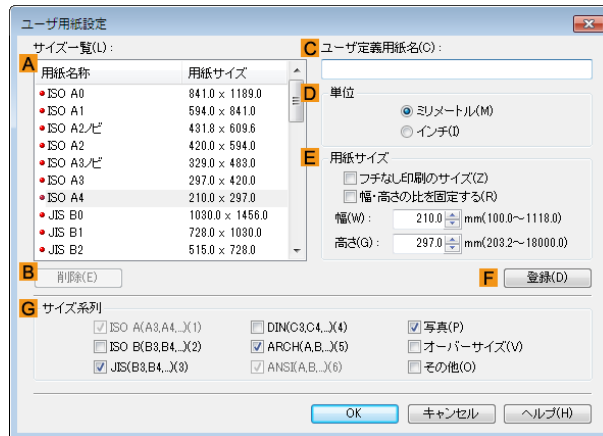 ユーザ用紙設定
サイズ一覧(L):
A
用紙名称 用紙サイズ
ISO A0 841.0 × 1189.0
ISO A1 594.0 × 841.0
ISO A2ノビ 431.8 × 609.6
ISO A2 420.0 × 594.0
ISO A3ノビ 329.0 × 483.0
ISO A3 297.0 × 420.0
ISO A4 210.0 × 297.0
JIS B0 1030.0 × 1456.0
JIS B1 728.0 × 1030.0
JIS B2 515.0 × 728.0
B 削除(E)
C ユーザ定義用紙名(C):
D 単位
ミリメートル(M)
インチ(I)
E 用紙サイズ
フチなし印刷のサイズ(Z)
幅・高さの比を固定する(R)
幅(W): 210.0 mm(100.0~1118.0)
高さ(G): 297.0 mm(203.2~18000.0)
F 登録(D)
G サイズ系列
ISO A(A3,A4,..)(1) DIN(C3,C4,..)(4) 写真(P)
ISO B(B3,B4,..)(2) ARCH(A,B,..)(5) オーバーサイズ(V)
JIS(B3,B4,..)(3) ANSI(A,B,..)(6) その他(O)
OK キャンセル ヘルプ(H)